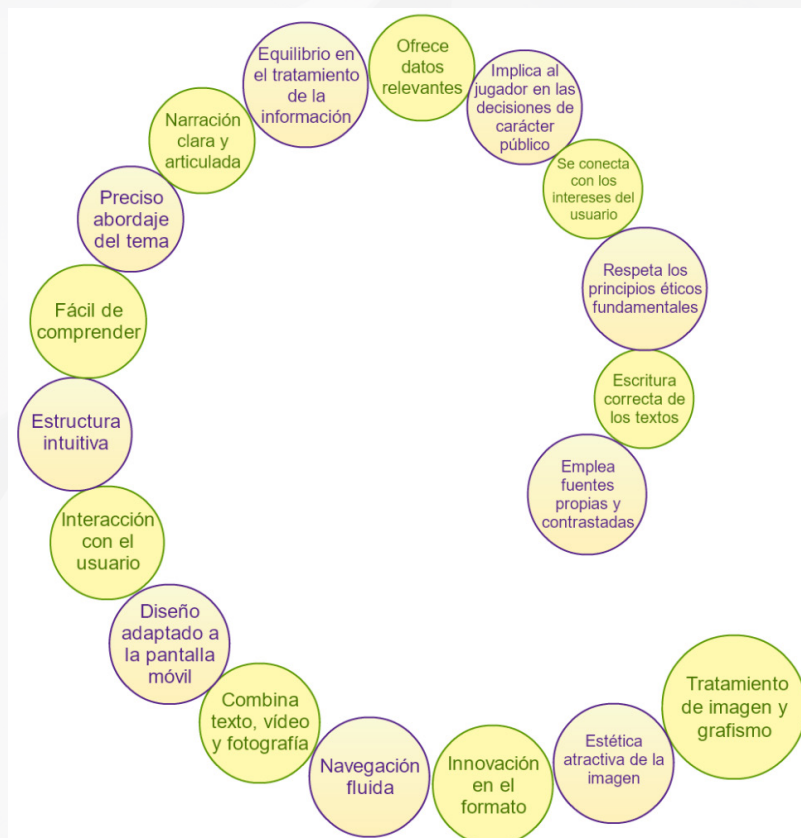 Equilibrio en
el tratamiento
de la
información
Ofrece
datos
relevantes
Implica al
jugador en las
decisiones de
carácter
público
Narración
clara y
articulada
Se conecta
con los
intereses del
usuario
Preciso
abordaje
del tema
Respeta los
principios éticos
fundamentales
Fácil de
comprender
Escritura
correcta de
los textos
Estructura
intuitiva
Emplea
fuentes
propias y
contrastadas
Interacción
con el
usuario
Diseño
adaptado a
la pantalla
móvil
Combina
texto, vídeo
y fotografía
Tratamiento
de imagen y
grafismo
Navegación
fluida
Innovación
en el
formato
Estética
atractiva de la
imagen